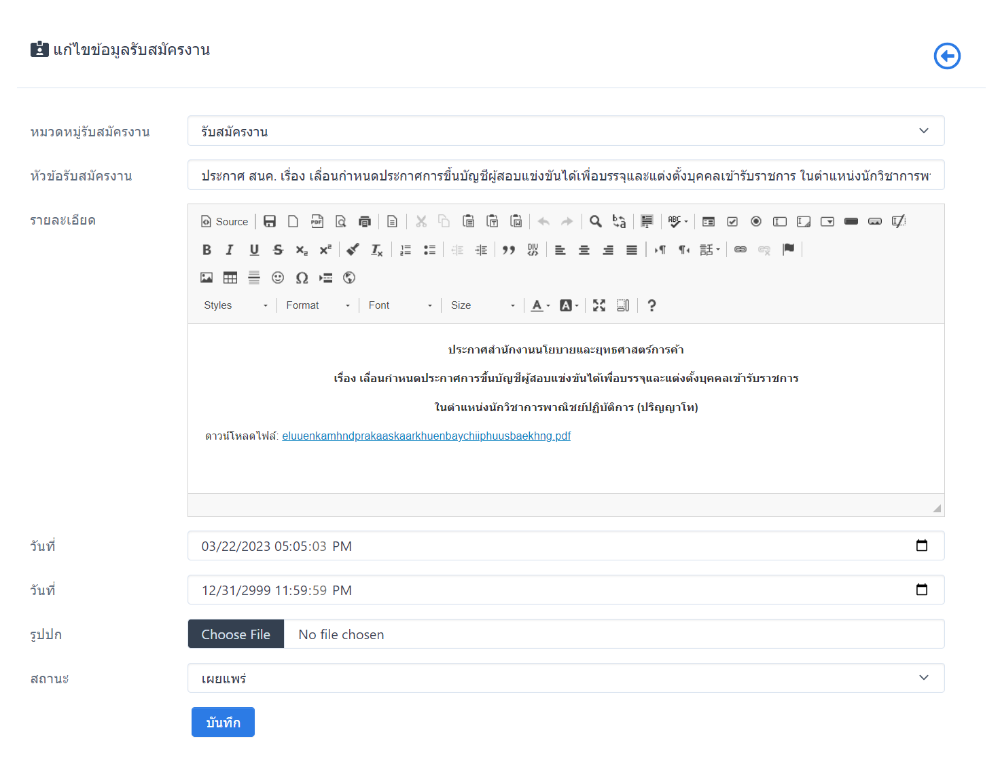 แก้ไขข้อมูลรับสมัครงาน
หมวดหมู่รับสมัครงาน
รับสมัครงาน
หัวข้อรับสมัครงาน
ประกาศ สนค. เรื่อง เลื่อนกำหนดประกาศการขึ้นบัญชีผู้สอบแข่งขันได้เพื่อบรรจุและแต่งตั้งบุคคลเข้ารับราชการ ในตำแหน่งนักวิชาการพา
รายละเอียด
Source
Styles Format Font Size
ประกาศสำนักงานนโยบายและยุทธศาสตร์การค้า
เรื่อง เลื่อนกำหนดประกาศการขึ้นบัญชีผู้สอบแข่งขันได้เพื่อบรรจุและแต่งตั้งบุคคลเข้ารับราชการ
ในตำแหน่งนักวิชาการพาณิชย์ปฏิบัติการ (ปริญญาโท)
ดาวน์โหลดไฟล์: eluuenkamhndprakaaskaarkhuenbaychiiphuusbaekhng.pdf
วันที่
03/22/2023 05:05:03 PM
วันที่
12/31/2999 11:59:59 PM
รูปปก
Choose File No file chosen
สถานะ
เผยแพร่
บันทึก